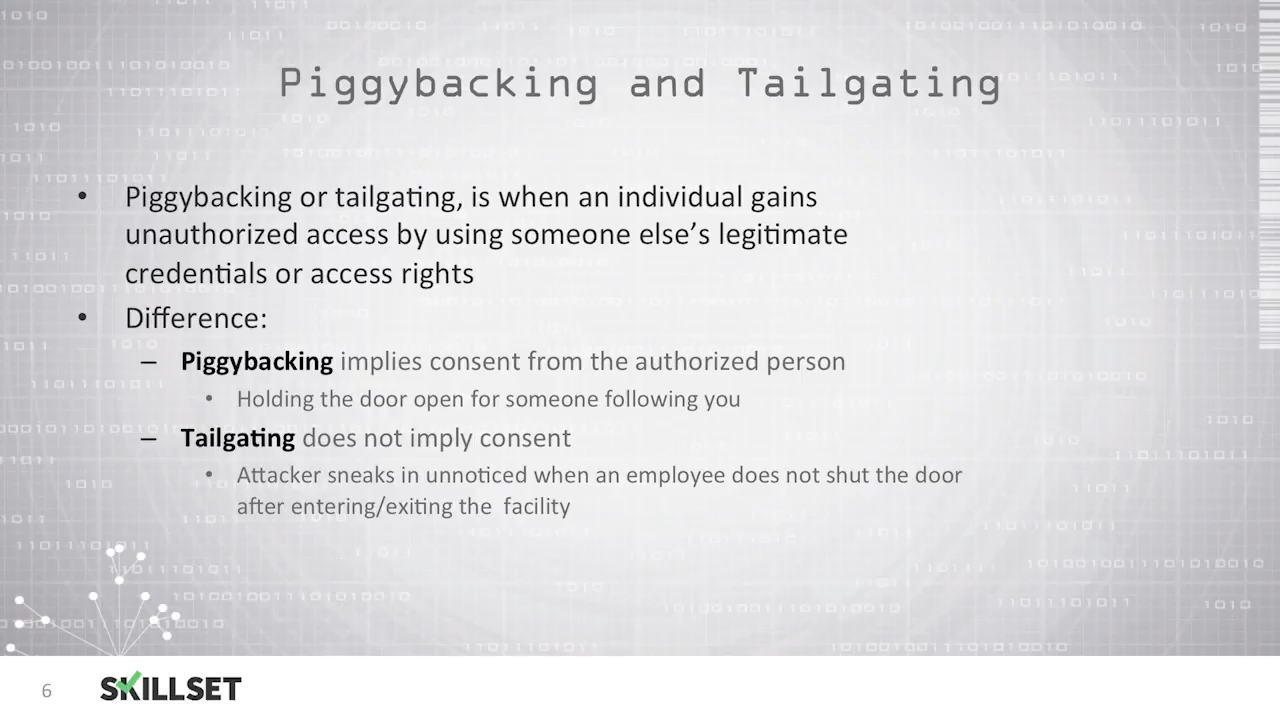 Piggybacking and Tailgating
• Piggybacking or tailgating, is when an individual gains
unauthorized access by using someone else’s legitimate
credentials or access rights
• Difference:
– Piggybacking implies consent from the authorized person
• Holding the door open for someone following you
– Tailgating does not imply consent
• Attacker sneaks in unnoticed when an employee does not shut the door
after entering/exiting the facility
6
SKILLSET